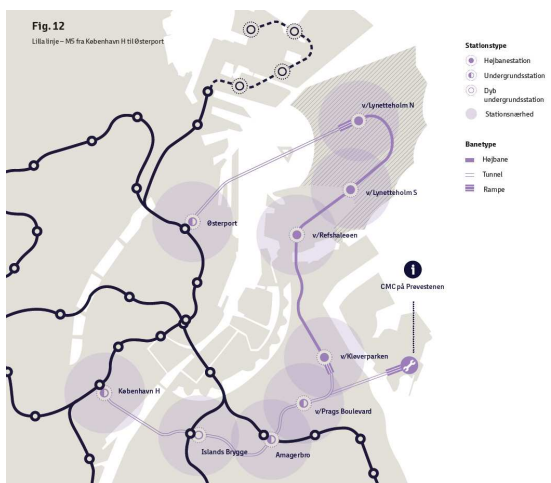 Fig. 12
Lilla linje – M5 fra København H til Østerport
Stationstype
Højbanestation
Undergrundsstation
Dyb
undergrundsstation
Stationsnærhed
Banetype
Højbane
Tunnel
Rampe
v/Lynetteholm N
v/Lynetteholm S
Østerport
v/Refshaleøen
i
CMC på Prøvestenen
v/Kløverparken
København H
v/Prags Boulevard
Islands Brygge
Amagerbro